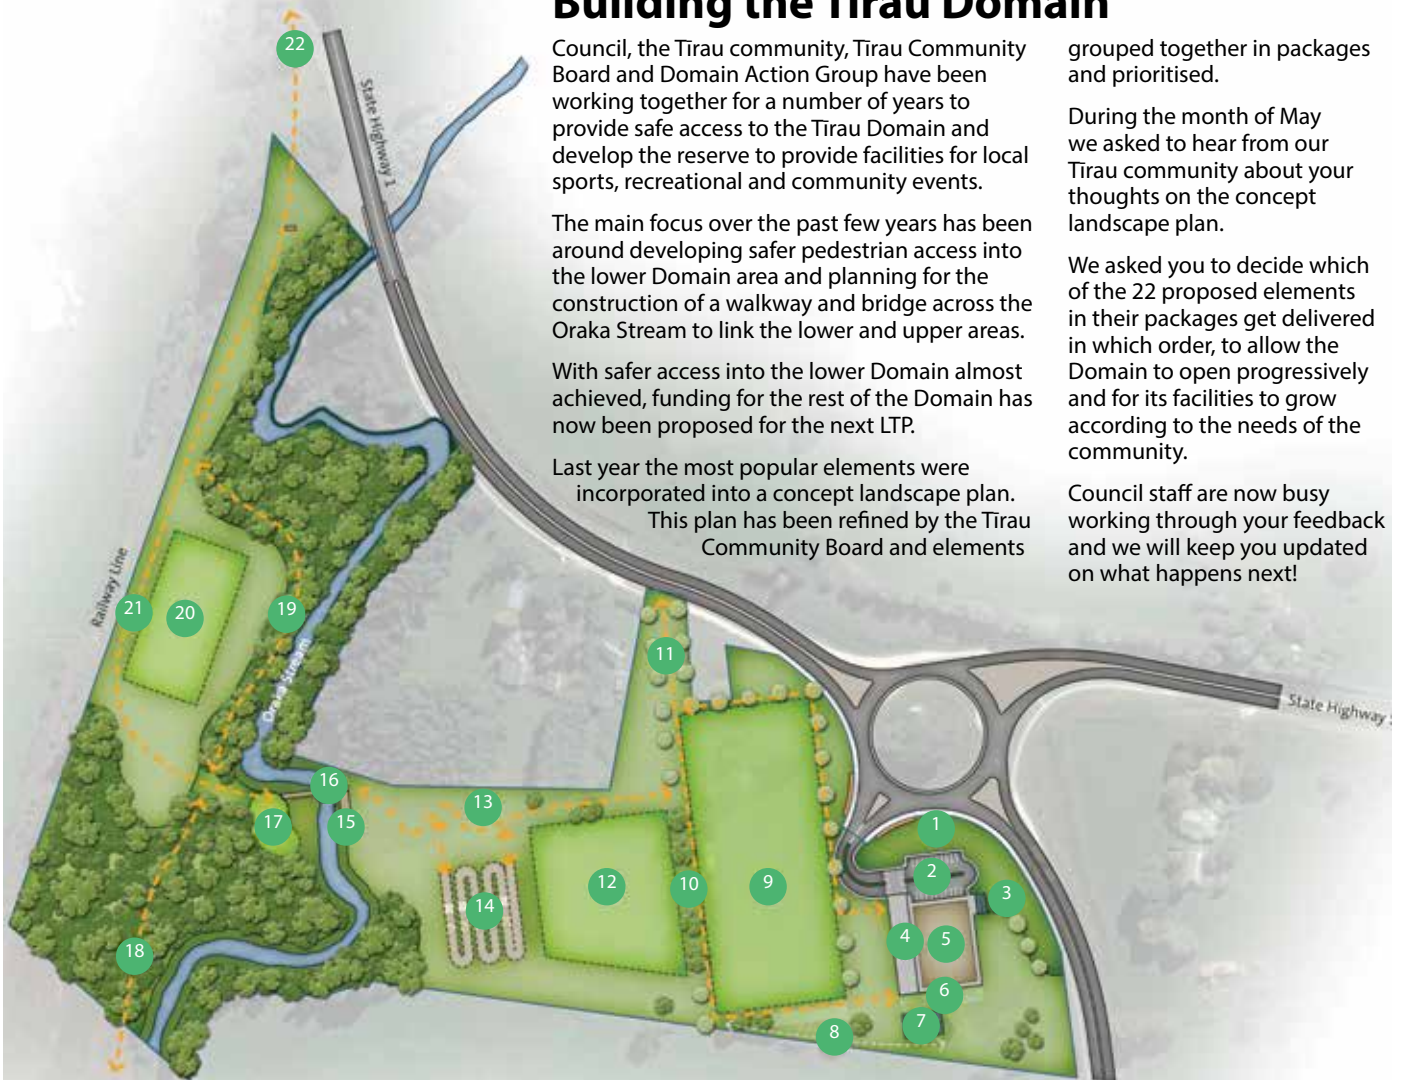 Building the Tīrau Domain
Council, the Tīrau community, Tīrau Community
Board and Domain Action Group have been
working together for a number of years to
provide safe access to the Tīrau Domain and
develop the reserve to provide facilities for local
sports, recreational and community events.
The main focus over the past few years has been
around developing safer pedestrian access into
the lower Domain area and planning for the
construction of a walkway and bridge across the
Oraka Stream to link the lower and upper areas.
With safer access into the lower Domain almost
achieved, funding for the rest of the Domain has
now been proposed for the next LTP.
Last year the most popular elements were
incorporated into a concept landscape plan.
This plan has been refined by the Tīrau
Community Board and elements
grouped together in packages
and prioritised.
During the month of May
we asked to hear from our
Tīrau community about your
thoughts on the concept
landscape plan.
We asked you to decide which
of the 22 proposed elements
in their packages get delivered
in which order, to allow the
Domain to open progressively
and for its facilities to grow
according to the needs of the
community.
Council staff are now busy
working through your feedback
and we will keep you updated
on what happens next!
22
State Highway 1
Railway Line
21
20
19
Oraka Stream
11
State Highway
16
13
17
15
1
2
3
12
10
9
14
4
5
18
6
7
8